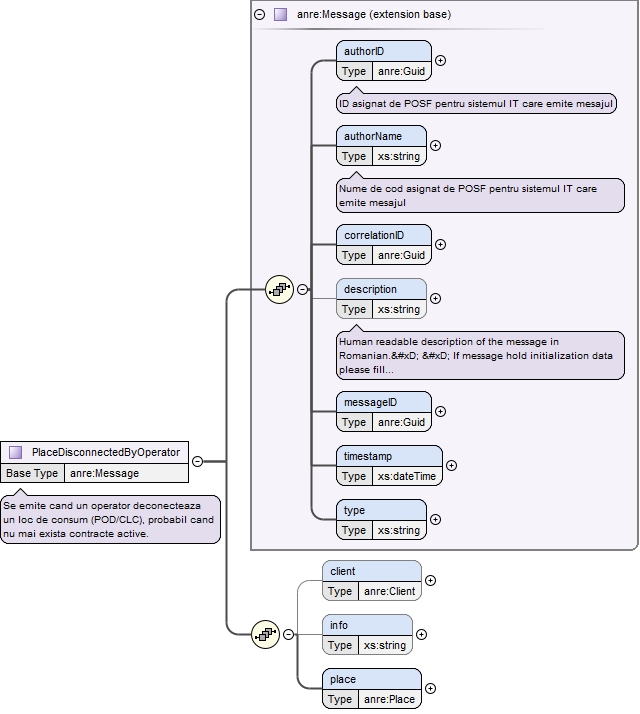 anre:Message (extension base)
authorID
Type anre:Guid
ID asignat de POSF pentru sistemul IT care emite mesajul
authorName
Type xs:string
Nume de cod asignat de POSF pentru sistemul IT care
emite mesajul
correlationID
Type anre:Guid
description
Type xs:string
Human readable description of the message in
Romanian.&#xD; &#xD; If message hold initialization data
please fill...
messageID
Type anre:Guid
timestamp
Type xs:dateTime
type
Type xs:string
PlaceDisconnectedByOperator
Base Type anre:Message
Se emite cand un operator deconecteaza
un loc de consum (POD/CLC), probabil cand
nu mai exista contracte active.
client
Type anre:Client
info
Type xs:string
place
Type anre:Place